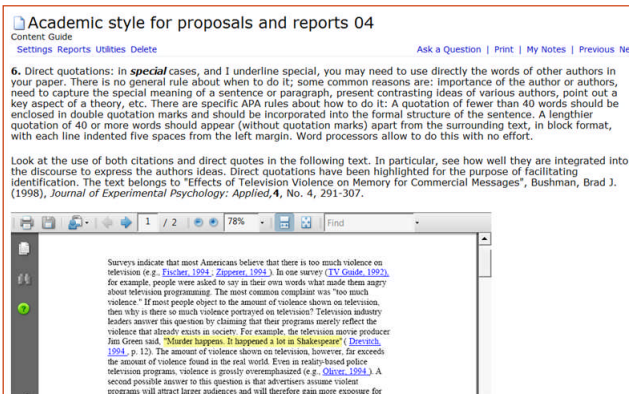 Academic style for proposals and reports 04
Content Guide
Settings Reports Utilities Delete
Ask a Question | Print | My Notes | Previous Ne
6. Direct quotations: in special cases, and I underline special, you may need to use directly the words of other authors in
your paper. There is no general rule about when to do it; some common reasons are: importance of the author or authors,
need to capture the special meaning of a sentence or paragraph, present contrasting ideas of various authors, point out a
key aspect of a theory, etc. There are specific APA rules about how to do it: A quotation of fewer than 40 words should be
enclosed in double quotation marks and should be incorporated into the formal structure of the sentence. A lengthier
quotation of 40 or more words should appear (without quotation marks) apart from the surrounding text, in block format,
with each line indented five spaces from the left margin. Word processors allow to do this with no effort.
Look at the use of both citations and direct quotes in the following text. In particular, see how well they are integrated into
the discourse to express the authors ideas. Direct quotations have been highlighted for the purpose of facilitating
identification. The text belongs to "Effects of Television Violence on Memory for Commercial Messages", Bushman, Brad J.
(1998), Journal of Experimental Psychology: Applied,4, No. 4, 291-307.
1 / 2 78% Find
Surveys indicate that most Americans believe that there is too much violence on
television (e.g., Fischer, 1994 ; Zipperer, 1994 ). In one survey (TV Guide, 1992),
for example, people were asked to say in their own words what made them angry
about television programming. The most common complaint was "too much
violence." If most people object to the amount of violence shown on television,
then why is there so much violence portrayed on television? Television industry
leaders answer this question by claiming that their programs merely reflect the
violence that already exists in society. For example, the television movie producer
Jim Green said, "Murder happens. It happened a lot in Shakespeare" ( Drevitch,
1994 , p. 12). The amount of violence shown on television, however, far exceeds
the amount of violence found in the real world. Even in reality-based police
television programs, violence is grossly overemphasized (e.g., Oliver, 1994 ). A
second possible answer to this question is that advertisers assume violent
programs will attract larger audiences and will therefore gain more exposure for